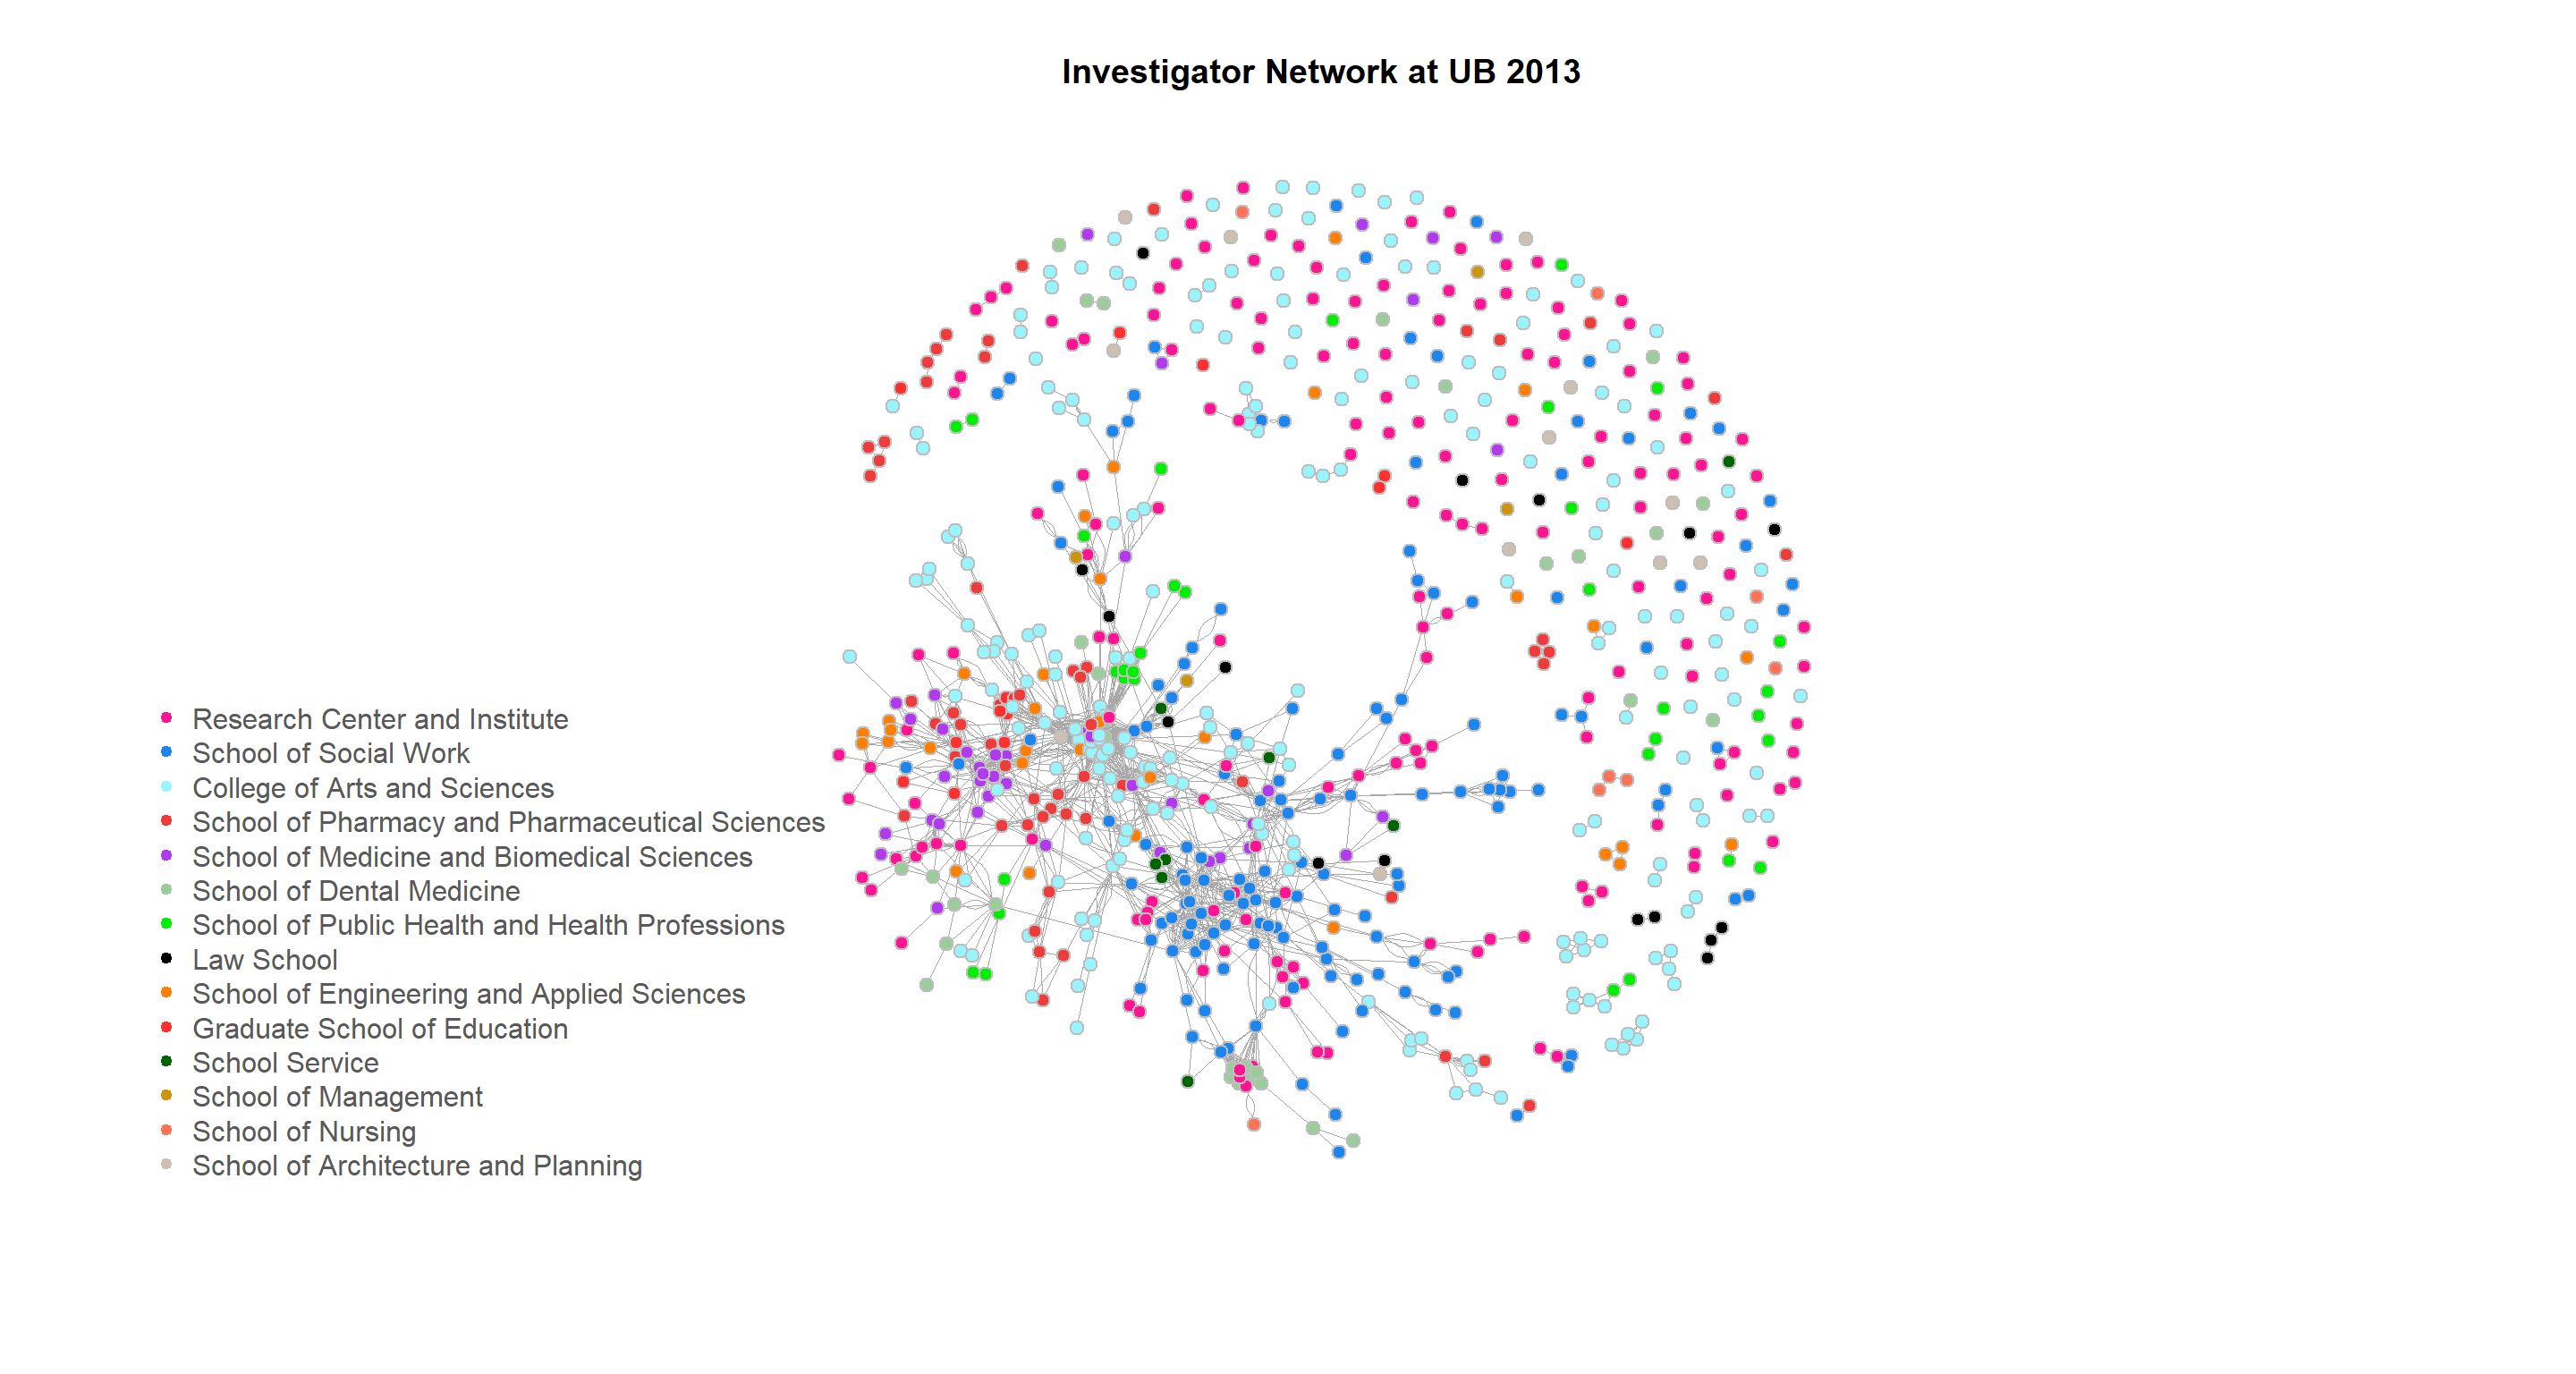 Investigator Network at UB 2013
Research Center and Institute
School of Social Work
College of Arts and Sciences
School of Pharmacy and Pharmaceutical Sciences
School of Medicine and Biomedical Sciences
School of Dental Medicine
School of Public Health and Health Professions
Law School
School of Engineering and Applied Sciences
Graduate School of Education
School Service
School of Management
School of Nursing
School of Architecture and Planning